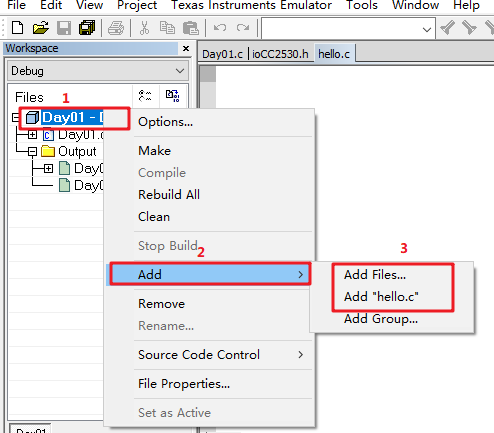 View Project Texas Instruments Emulator Tools Window Help
Workspace
Debug
Files
Day01.c ioCC2530.h hello.c
1
Day01 -
Day01.
Output
Day0
Day0
Options...
Make
Compile
Rebuild All
Clean
Stop Build
2
Add
Remove
Rename...
Source Code Control
File Properties...
Set as Active
3
Add Files...
Add "hello.c"
Add Group...
Day01